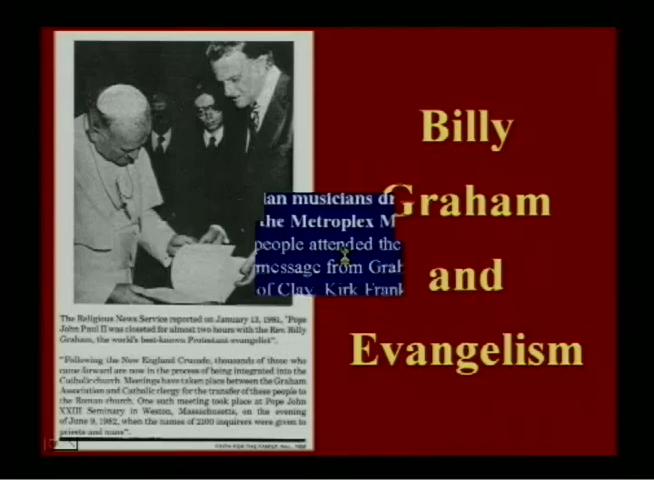 The Religious News Service reported on January 13, 1981, "Pope
John Paul II was closeted for almost two hours with the Rev. Billy
Graham, the world's best-known Protestant evangelist".
"Following the New England Crusade, thousands of those who
came forward are now in the process of being integrated into the
Catholic church. Meetings have taken place between the Graham
Association and Catholic clergy for the transfer of these people to
the Roman church. One such meeting took place at Pope John
XXIII Seminary in Weston, Massachusetts, on the evening
of June 9, 1982, when the names of 2100 inquirers were given to
priests and nuns".
ian musicians
the Metroplex M
people attended the
message from Grah
of Clay, Kirk Frank
Billy
Graham
and
Evangelism